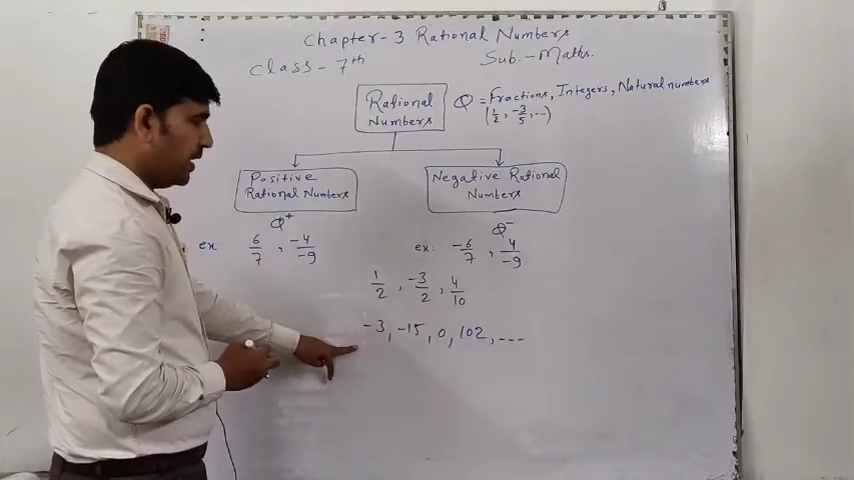 Chapter-3 Rational Numbers
Class - 7th
Sub. - Maths.
Rational Numbers
Q = Fractions, Integers, Natural numbers
(1/2, -3/5, ...)
Positive Rational Numbers
Negative Rational Numbers
Q+
Q-
ex: 6/7, -4/-9
ex: -6/7, 4/-9
1/2, -3/2, 4/10
-3, -15, 0, 102, ---